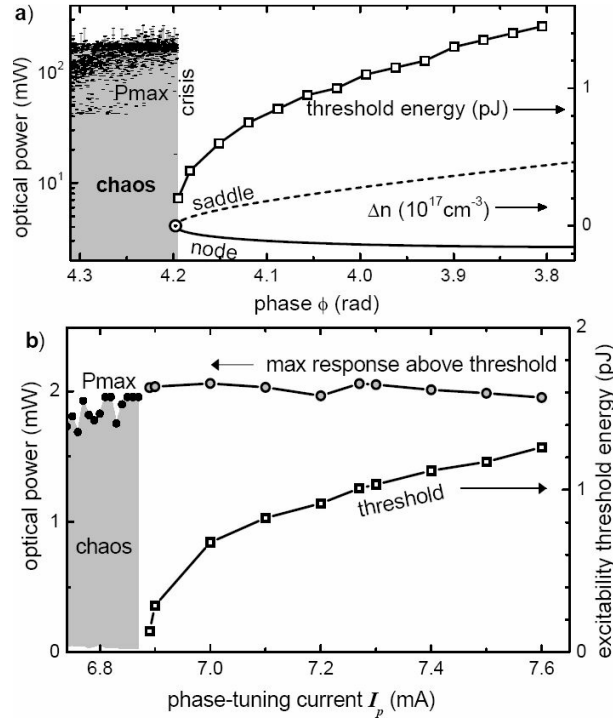 a)
optical power (mW)
10²
10¹
Pmax
crisis
chaos
threshold energy (pJ)
saddle
Δn (10¹⁷cm⁻³)
node
1
0
4.3 4.2 4.1 4.0 3.9 3.8
phase ϕ (rad)
b)
optical power (mW)
2
1
0
Pmax
max response above threshold
chaos
threshold
2
1
0
excitability threshold energy (pJ)
6.8 7.0 7.2 7.4 7.6
phase-tuning current Iₚ (mA)